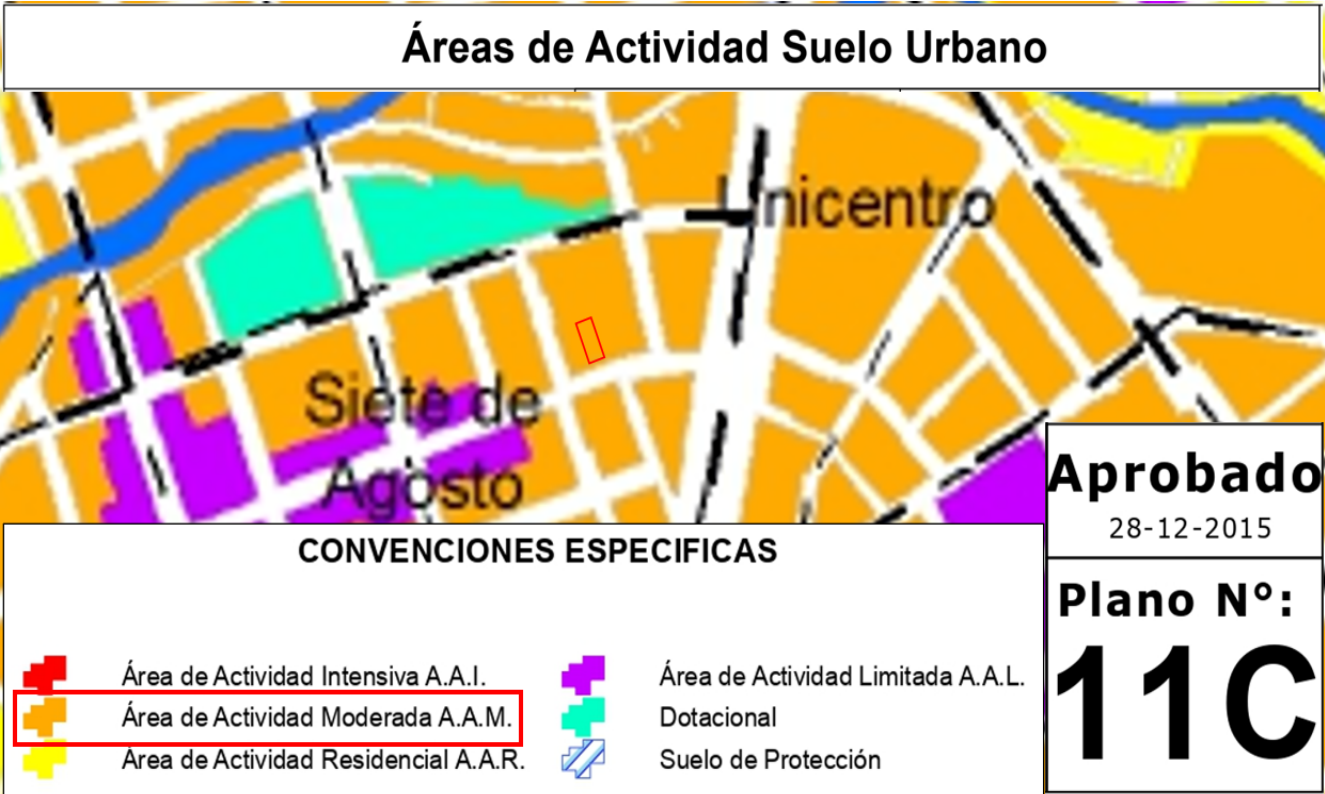 Áreas de Actividad Suelo Urbano
Unicentro
Siete de
Agosto
Aprobado
28-12-2015
Plano N°:
11C
CONVENCIONES ESPECIFICAS
Área de Actividad Intensiva A.A.I.
Área de Actividad Moderada A.A.M.
Área de Actividad Residencial A.A.R.
Área de Actividad Limitada A.A.L.
Dotacional
Suelo de Protección